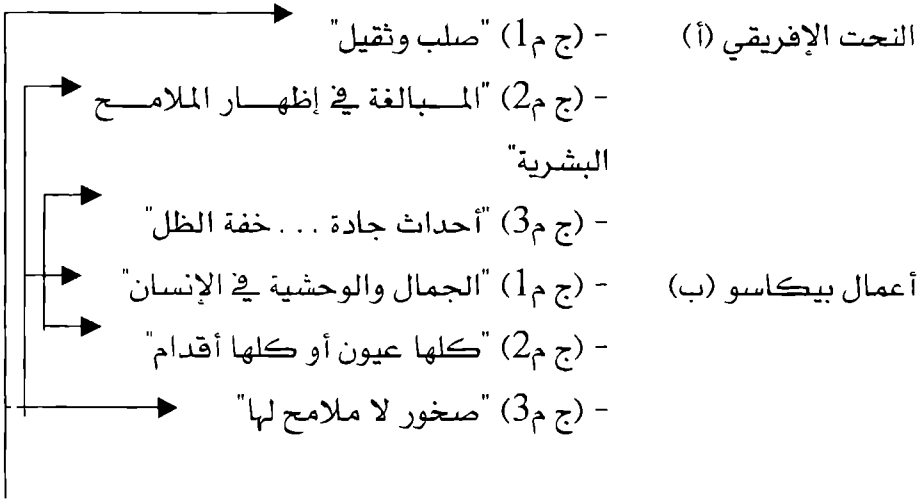 النحت الإفريقي (أ) - (ج م1) "صلب وثقيل"
- (ج م2) "المبالغة في إظهار الملامح
البشرية"
- (ج م3) "أحداث جادة ... خفة الظل"
أعمال بيكاسو (ب) - (ج م1) "الجمال والوحشية في الإنسان"
- (ج م2) "كلها عيون أو كلها أقدام"
- (ج م3) "صخور لا ملامح لها"